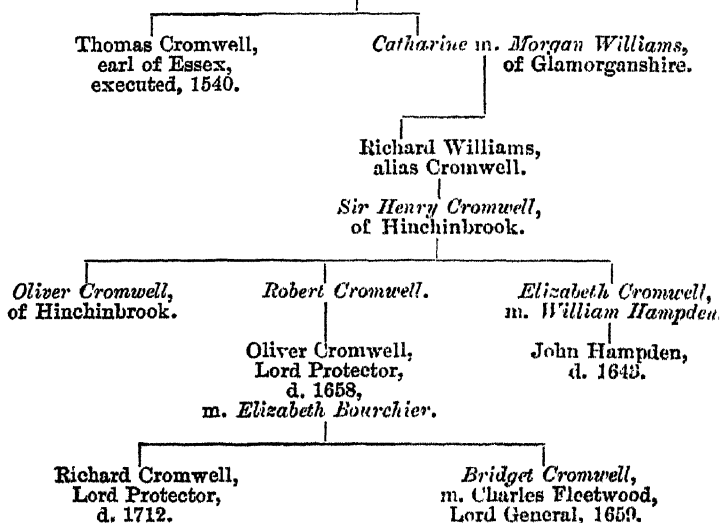 Thomas Cromwell,
earl of Essex,
executed, 1540.
Catharine m. Morgan Williams,
of Glamorganshire.
Richard Williams,
alias Cromwell.
Sir Henry Cromwell,
of Hinchinbrook.
Oliver Cromwell,
of Hinchinbrook.
Robert Cromwell.
Elizabeth Cromwell,
m. William Hampden.
Oliver Cromwell,
Lord Protector,
d. 1658,
m. Elizabeth Bourchier.
John Hampden,
d. 1643.
Richard Cromwell,
Lord Protector,
d. 1712.
Bridget Cromwell,
m. Charles Fleetwood,
Lord General, 1659.